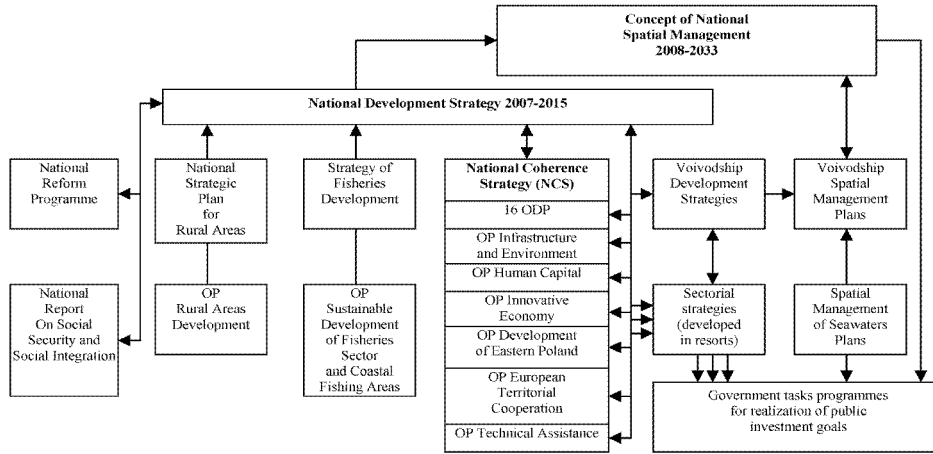 Concept of National
Spatial Management
2008-2033
National Development Strategy 2007-2015
National
Reform
Programme
National
Strategic
Plan
for
Rural Areas
Strategy of
Fisheries
Development
National Coherence
Strategy (NCS)
16 ODP
OP Infrastructure
and Environment
OP Human Capital
OP Innovative
Economy
OP Development
of Eastern Poland
OP European
Territorial
Cooperation
OP Technical Assistance
Voivodship
Development
Strategies
Voivodship
Spatial
Management
Plans
National
Report
On Social
Security and
Social Integration
OP
Rural Areas
Development
OP
Sustainable
Development
of Fisheries
Sector
and Coastal
Fishing Areas
Sectorial
strategies
(developed
in resorts)
Spatial
Management
of Seawaters
Plans
Government tasks programmes
for realization of public
investment goals